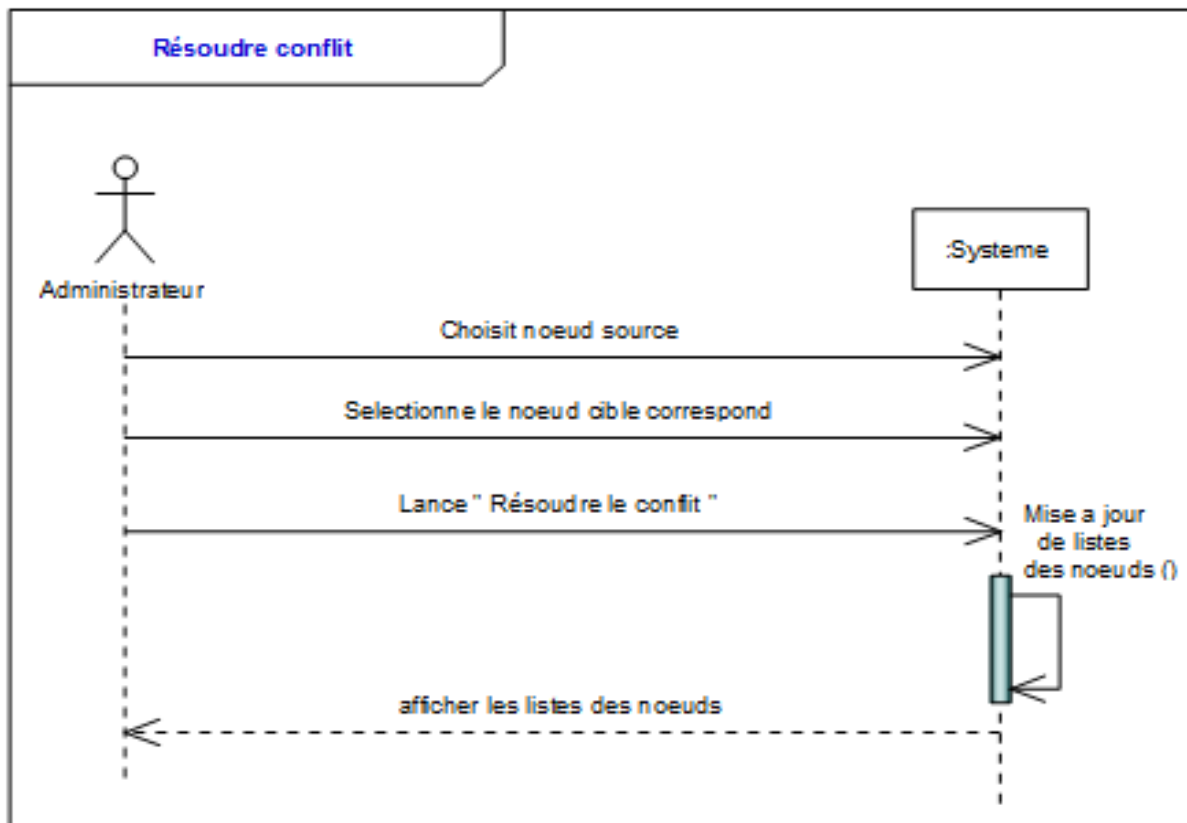 Résoudre conflit
Administrateur
:Systeme
Choisit noeud source
Selectionne le noeud cible correspond
Lance " Résoudre le conflit "
Mise a jour
de listes
des noeuds ()
afficher les listes des noeuds